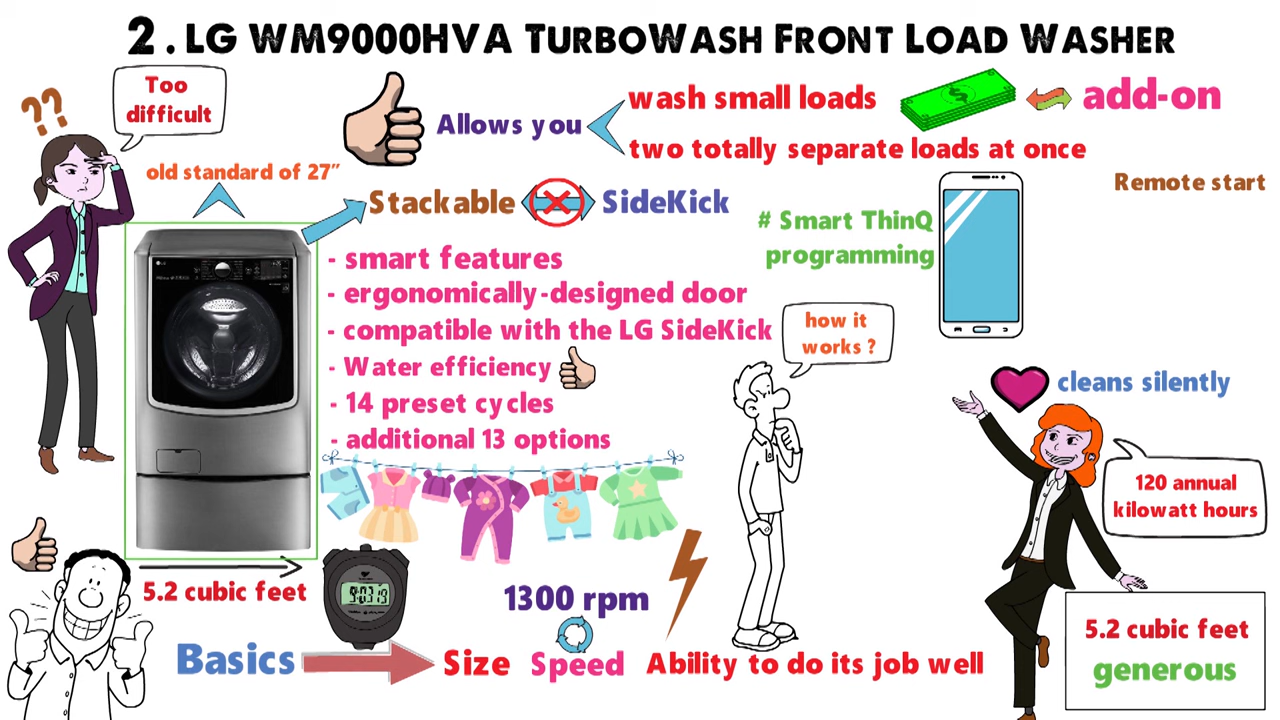 2. LG WM9000HVA TurboWash Front Load Washer
??
Too
difficult
Allows you
wash small loads
add-on
two totally separate loads at once
old standard of 27”
Stackable
SideKick
Remote start
# Smart ThinQ
programming
- smart features
- ergonomically-designed door
- compatible with the LG SideKick
- Water efficiency
- 14 preset cycles
- additional 13 options
how it
works ?
cleans silently
120 annual
kilowatt hours
5.2 cubic feet
1300 rpm
Basics
Size
Speed
Ability to do its job well
5.2 cubic feet
generous